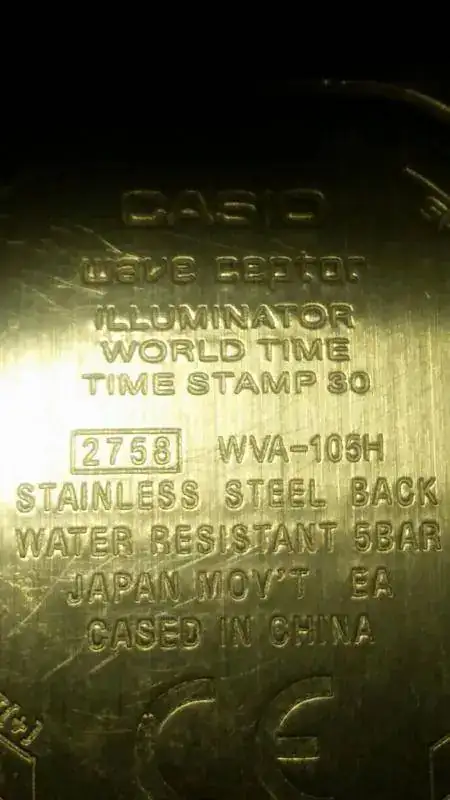 CASIO
wave ceptor
ILLUMINATOR
WORLD TIME
TIME STAMP 30
2758 WVA-105H
STAINLESS STEEL BACK
WATER RESISTANT 5BAR
JAPAN MOV'T EA
CASED IN CHINA
CE